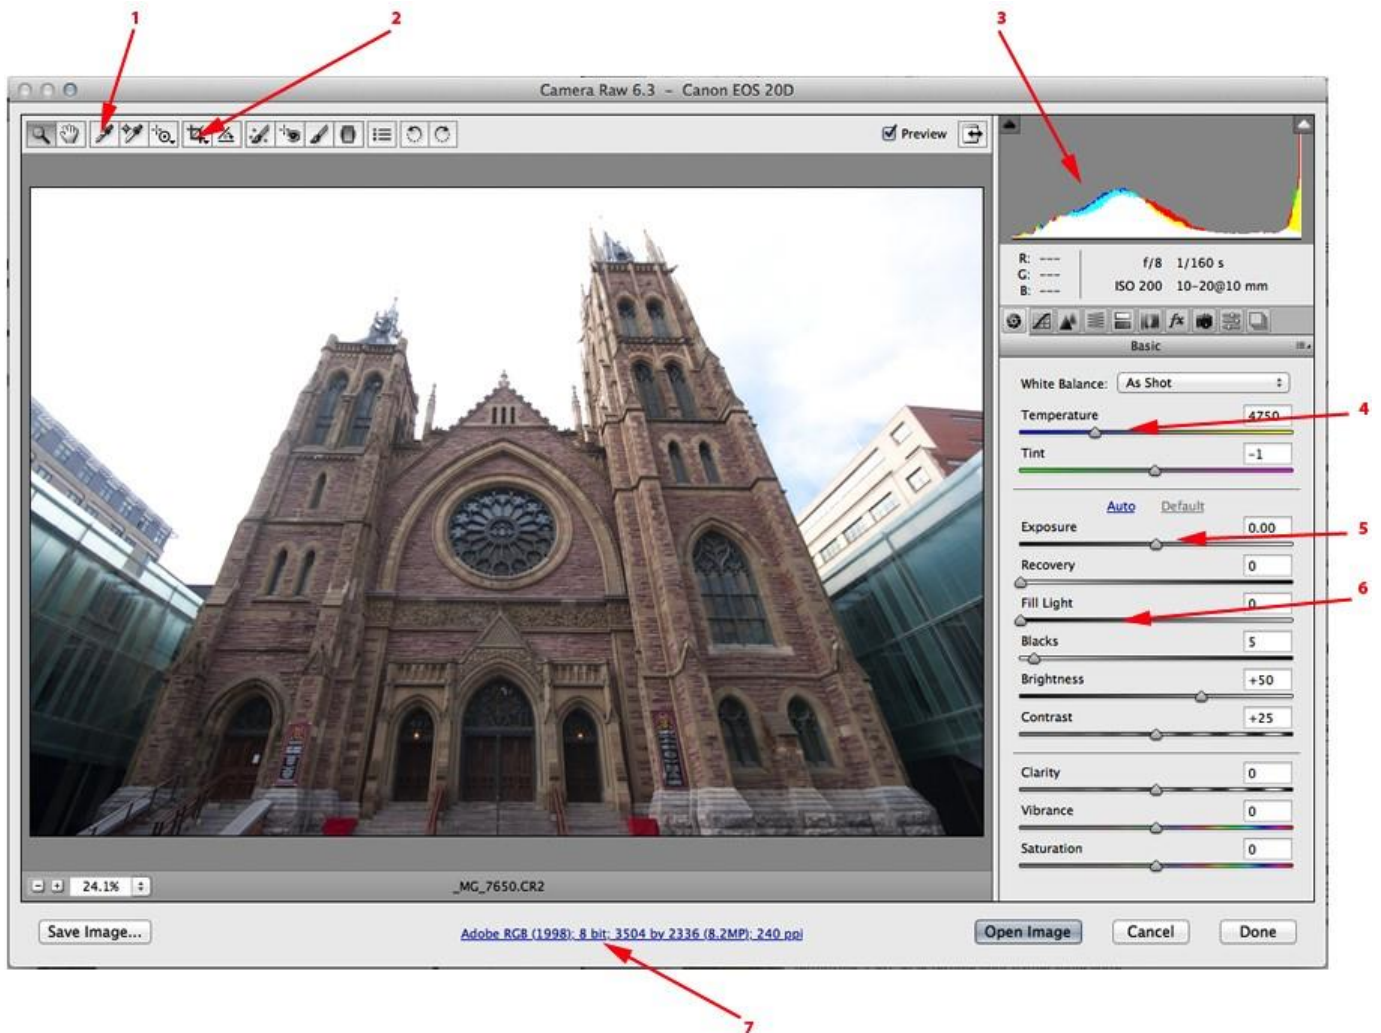 1
2
3
Camera Raw 6.3 – Canon EOS 20D
Preview
R: --- f/8 1/160 s
G: ---
B: --- ISO 200 10-20@10 mm
fx
Basic
White Balance: As Shot
Temperature 4750
4
Tint -1
Auto Default
Exposure 0.00
5
Recovery 0
Fill Light 0
6
Blacks 5
Brightness +50
Contrast +25
Clarity 0
Vibrance 0
Saturation 0
24.1%
_MG_7650.CR2
Save Image...
Adobe RGB (1998); 8 bit; 3504 by 2336 (8.2MP); 240 ppi
Open Image Cancel Done
7